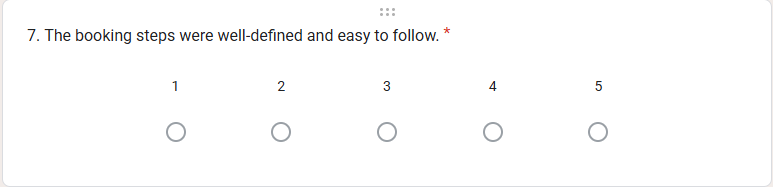 7. The booking steps were well-defined and easy to follow. *
1 2 3 4 5